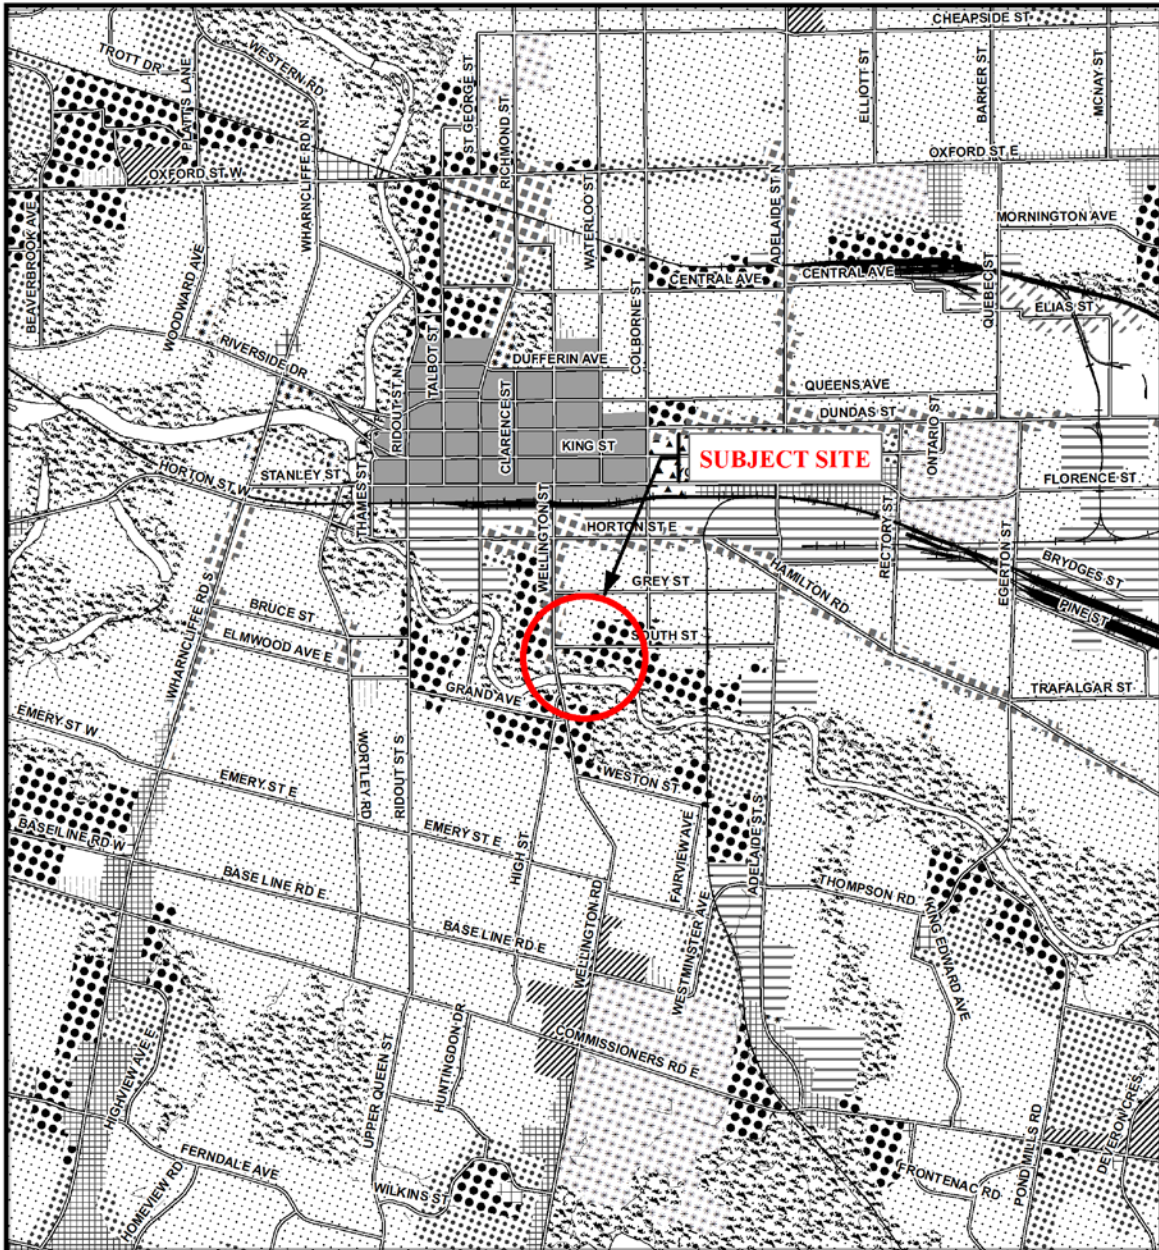 CHEAPSIDE ST
TROTT DR
PLATTS LANE
WESTERN RD
ST GEORGE ST
RICHMOND ST
ELLIOTT ST
BARKER ST
MCNAY ST
WHARNCLIFFE RD N
OXFORD ST W
OXFORD ST E
BEAVERBROOK AVE
WOODWARD AVE
WATERLOO ST
ADELAIDE ST N
MORNINGTON AVE
CENTRAL AVE
CENTRAL AVE
QUEBEC ST
ELIAS ST
COLBORNE ST
RIVERSIDE DR
RIDOUT ST N
TALBOT ST
DUFFERIN AVE
CLARENCE ST
QUEENS AVE
DUNDAS ST
ONTARIO ST
KING ST
SUBJECT SITE
HORTON ST W
STANLEY ST
THAMES ST
WELLINGTON ST
FLORENCE ST
HORTON ST E
RECTORY ST
EGERTON ST
BRYDGES ST
PINE ST
HAMILTON RD
GREY ST
BRUCE ST
ELMWOOD AVE E
SOUTH ST
WHARNCLIFFE RD S
GRAND AVE
TRAFALGAR ST
EMERY ST W
WORTLEY RD
RIDOUT ST S
EMERY ST E
EMERY ST E
WESTON ST
HIGH ST
FAIRVIEW AVE
ADELAIDE ST S
BASE LINE RD W
BASE LINE RD E
BASE LINE RD E
WELLINGTON RD
WESTMINSTER AVE
THOMPSON RD
KING EDWARD AVE
COMMISSIONERS RD E
HIGHVIEW AVE E
UPPER QUEEN ST
HUNTINGDON DR
FERNDALE AVE
HOMEVIEW RD
WILKINS ST
FRONTENAC RD
POND MILLS RD
DEVERON CRES